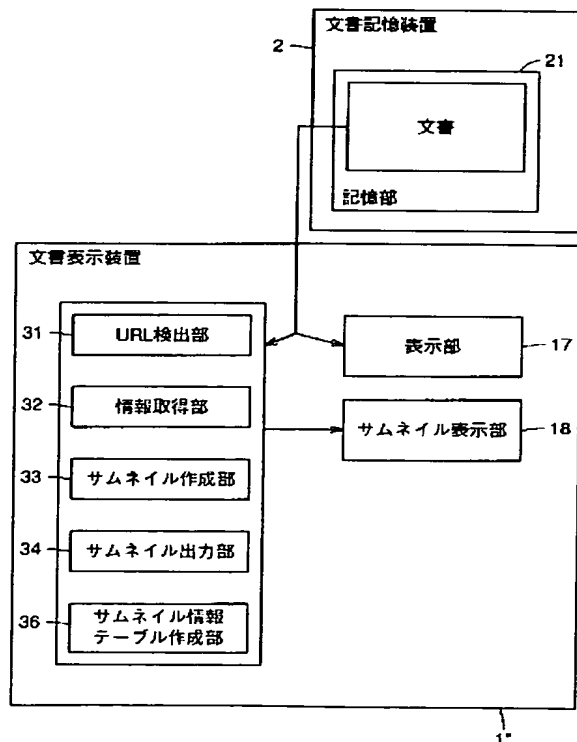 文書記憶装置
2
21
文書
記憶部
文書表示装置
31
URL検出部
表示部
17
32
情報取得部
サムネイル表示部
18
33
サムネイル作成部
34
サムネイル出力部
36
サムネイル情報
テーブル作成部
1"